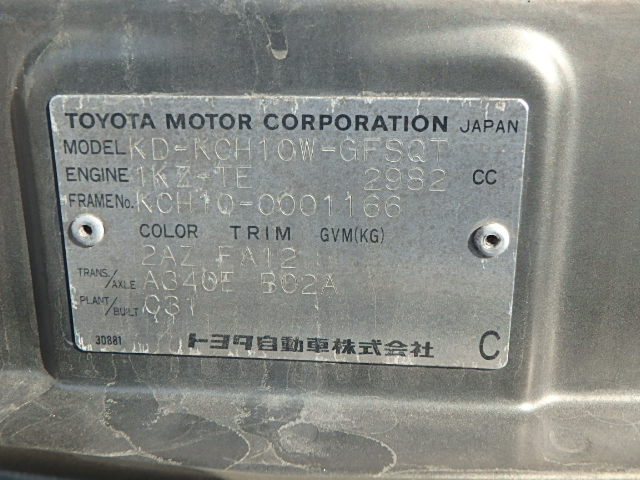 TOYOTA MOTOR CORPORATION JAPAN
MODEL KD-KCH10W-GFSQT
ENGINE 1KZ-TE 2982 CC
FRAME No. KCH10-0001166
COLOR TRIM GVM(KG)
2AZ FA12
TRANS./AXLE A340E B02A
PLANT/BUILT C31
30881 トヨタ自動車株式会社 C